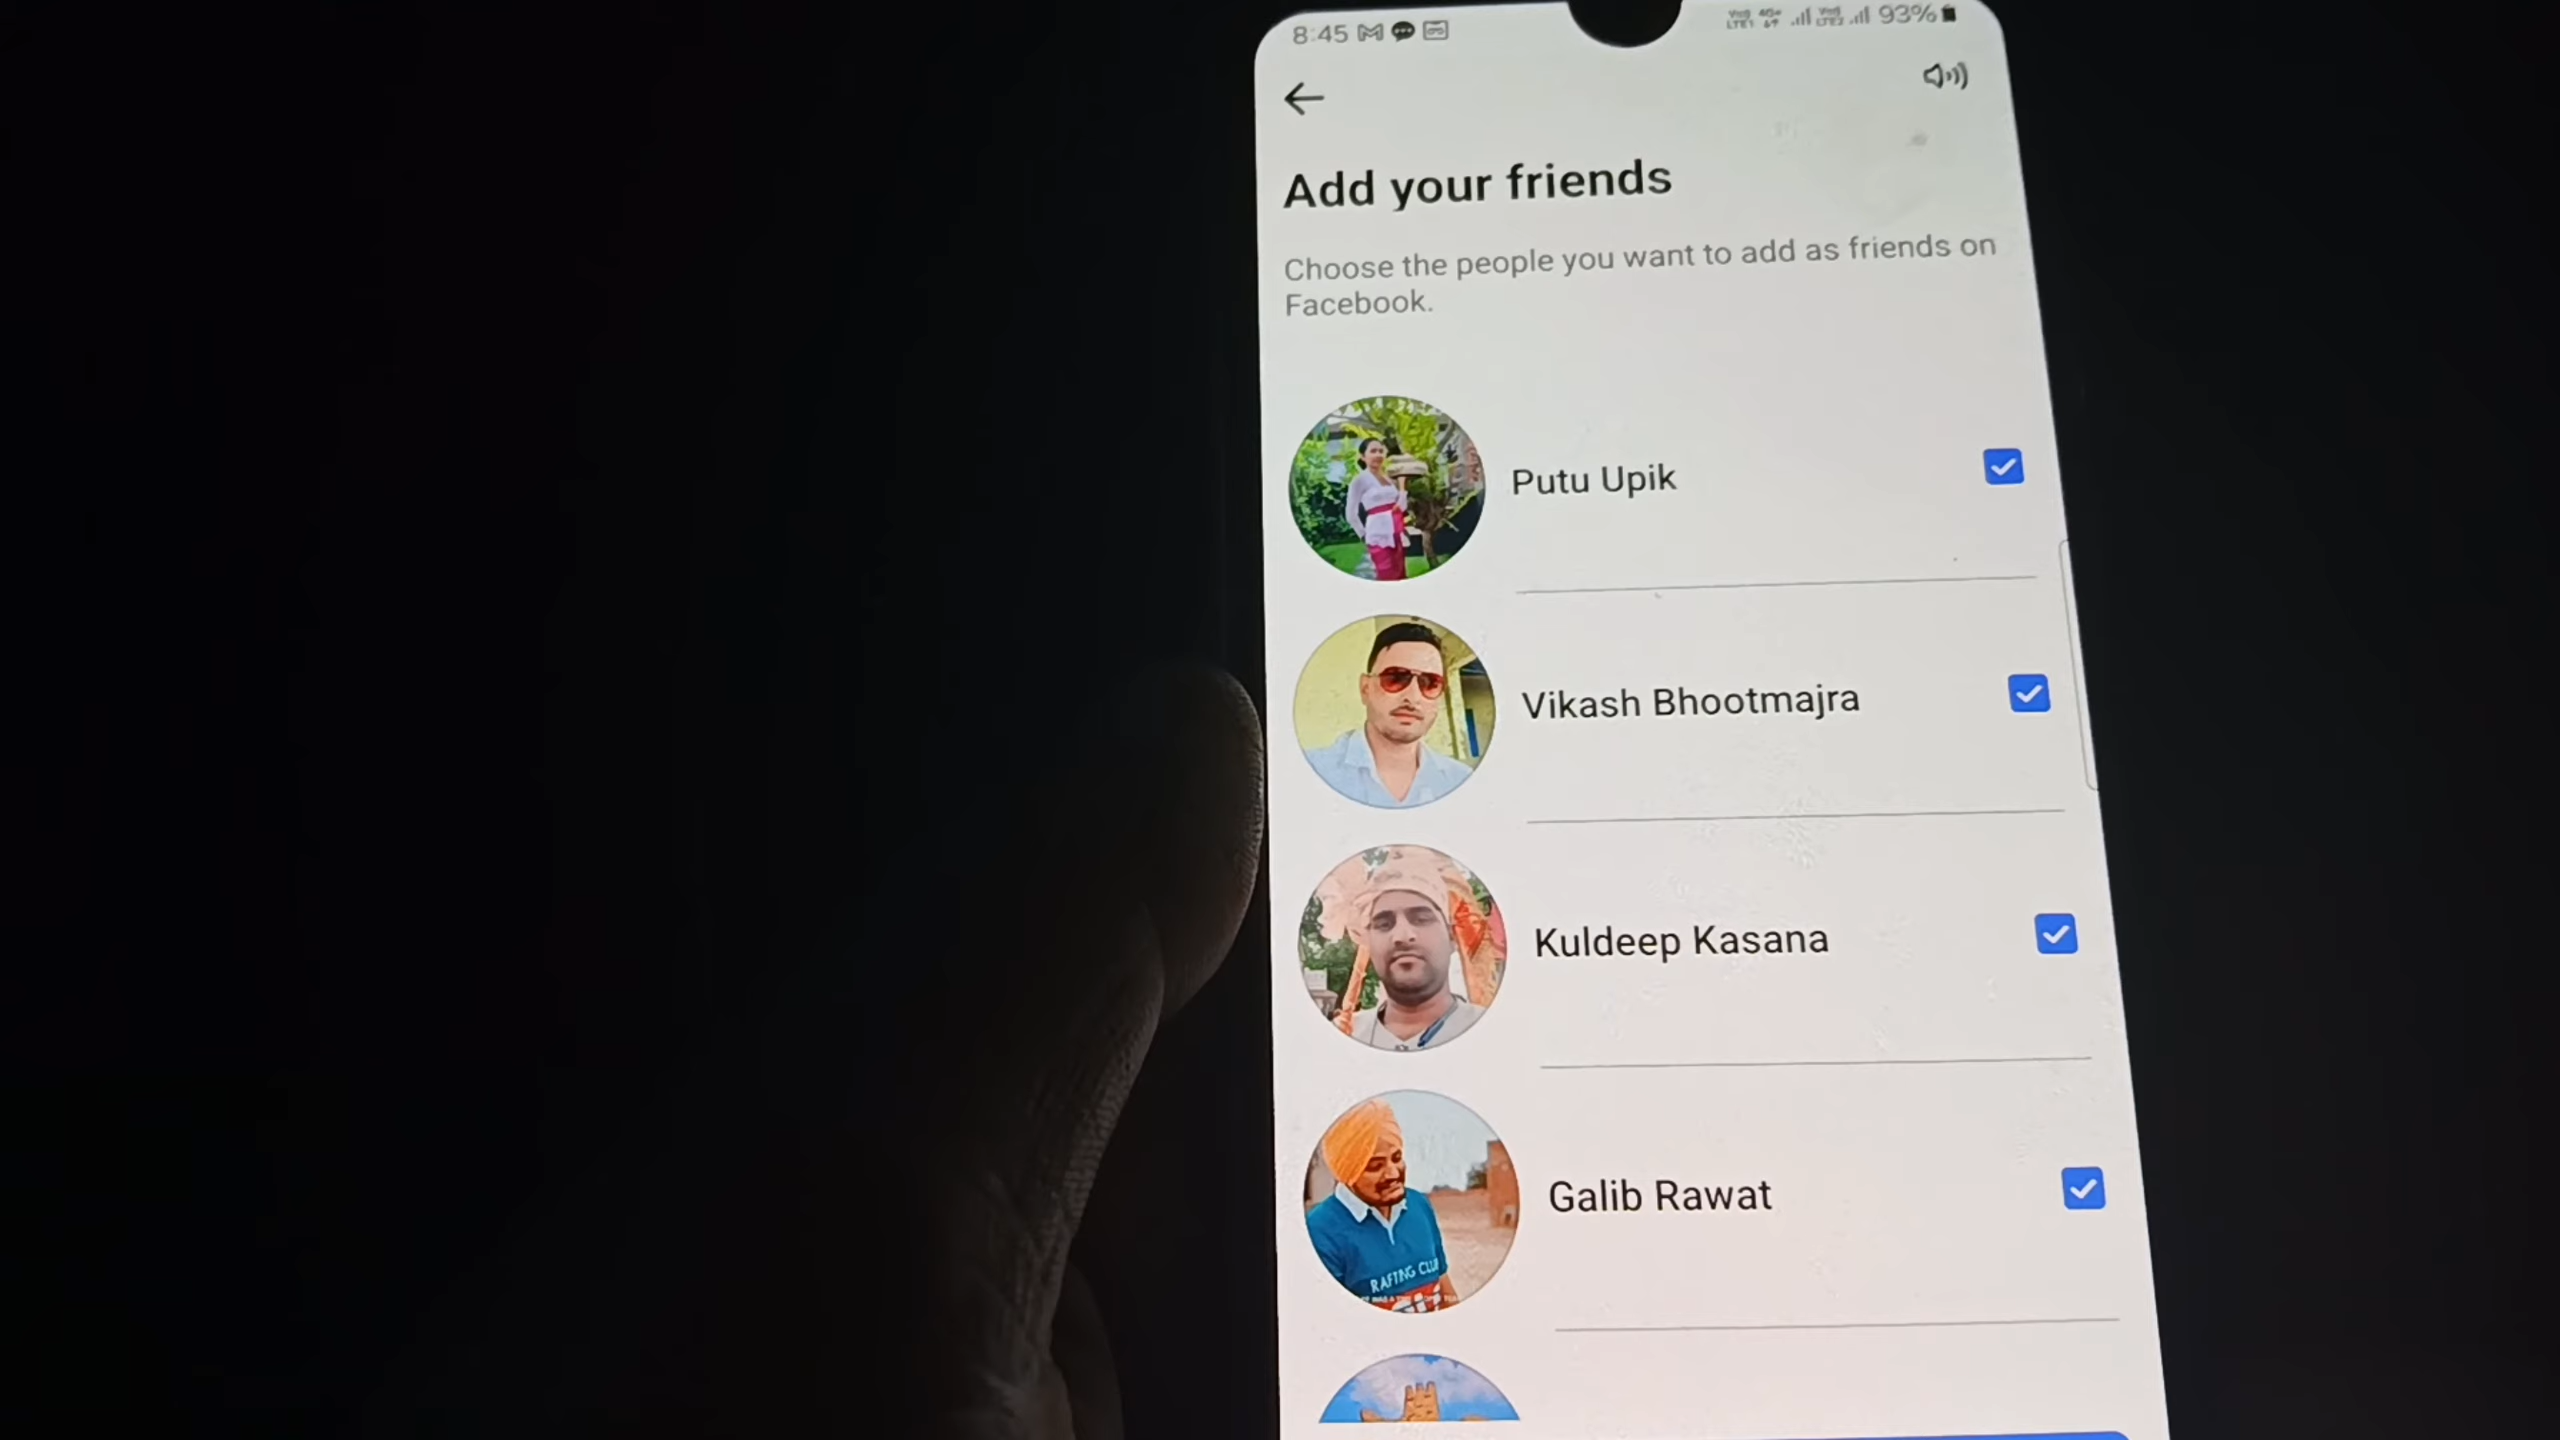 8:45
93%
Add your friends
Choose the people you want to add as friends on
Facebook.
Putu Upik
Vikash Bhootmajra
Kuldeep Kasana
Galib Rawat
RAFTING CLUB